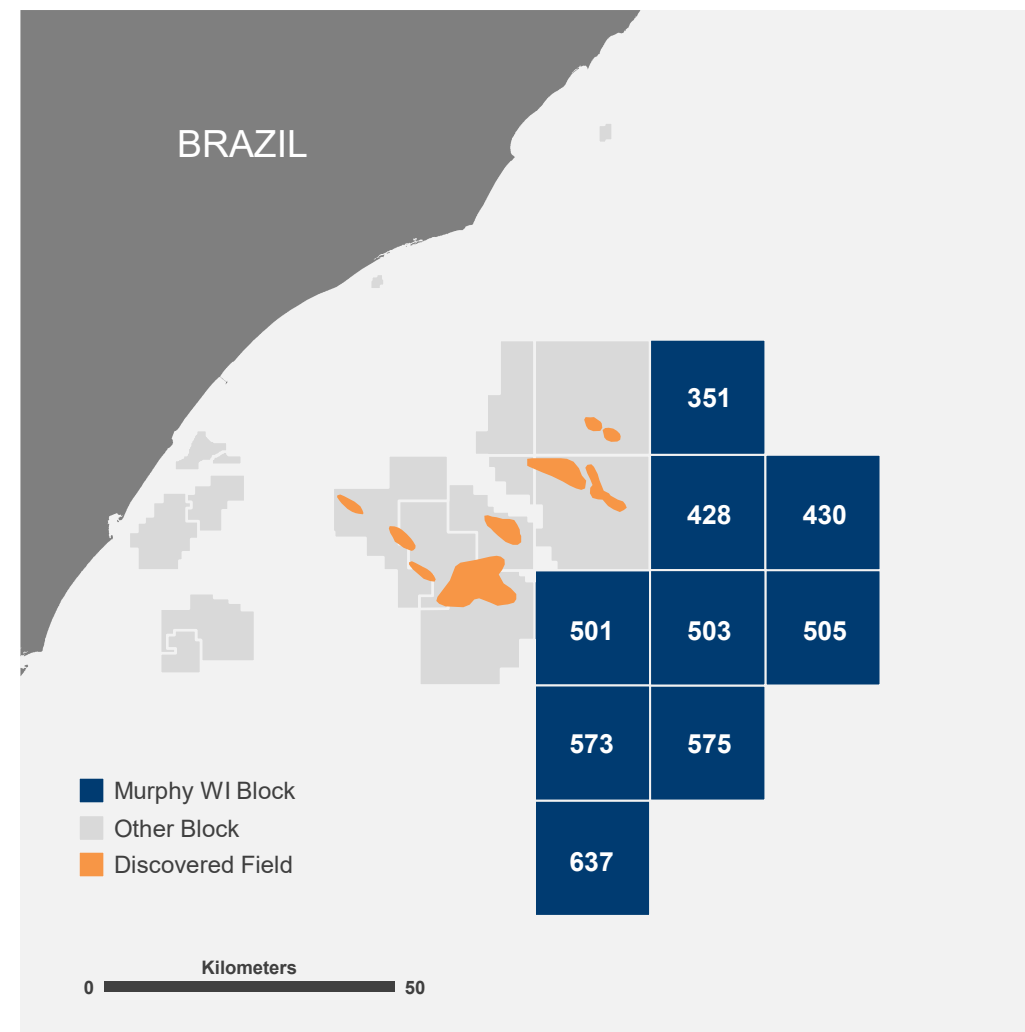 BRAZIL
351
428 430
501 503 505
573 575
Murphy WI Block
Other Block
Discovered Field
637
Kilometers
0 50